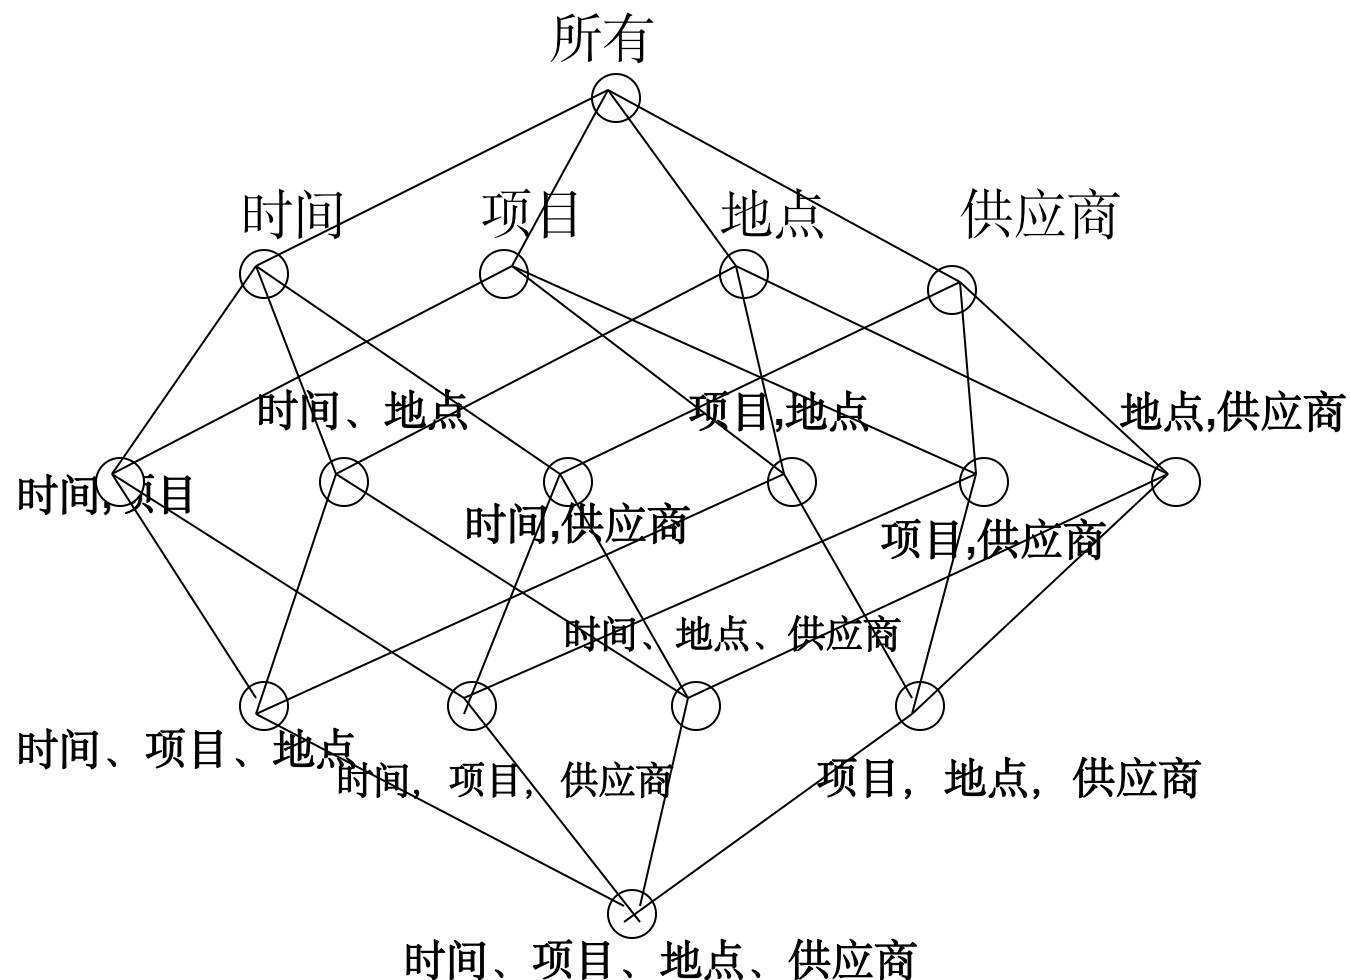 所有
时间
项目
地点
供应商
时间、地点
项目,地点
地点,供应商
时间,项目
时间,供应商
项目,供应商
时间、地点、供应商
时间、项目、地点
时间，项目，供应商
项目，地点，供应商
时间、项目、地点、供应商